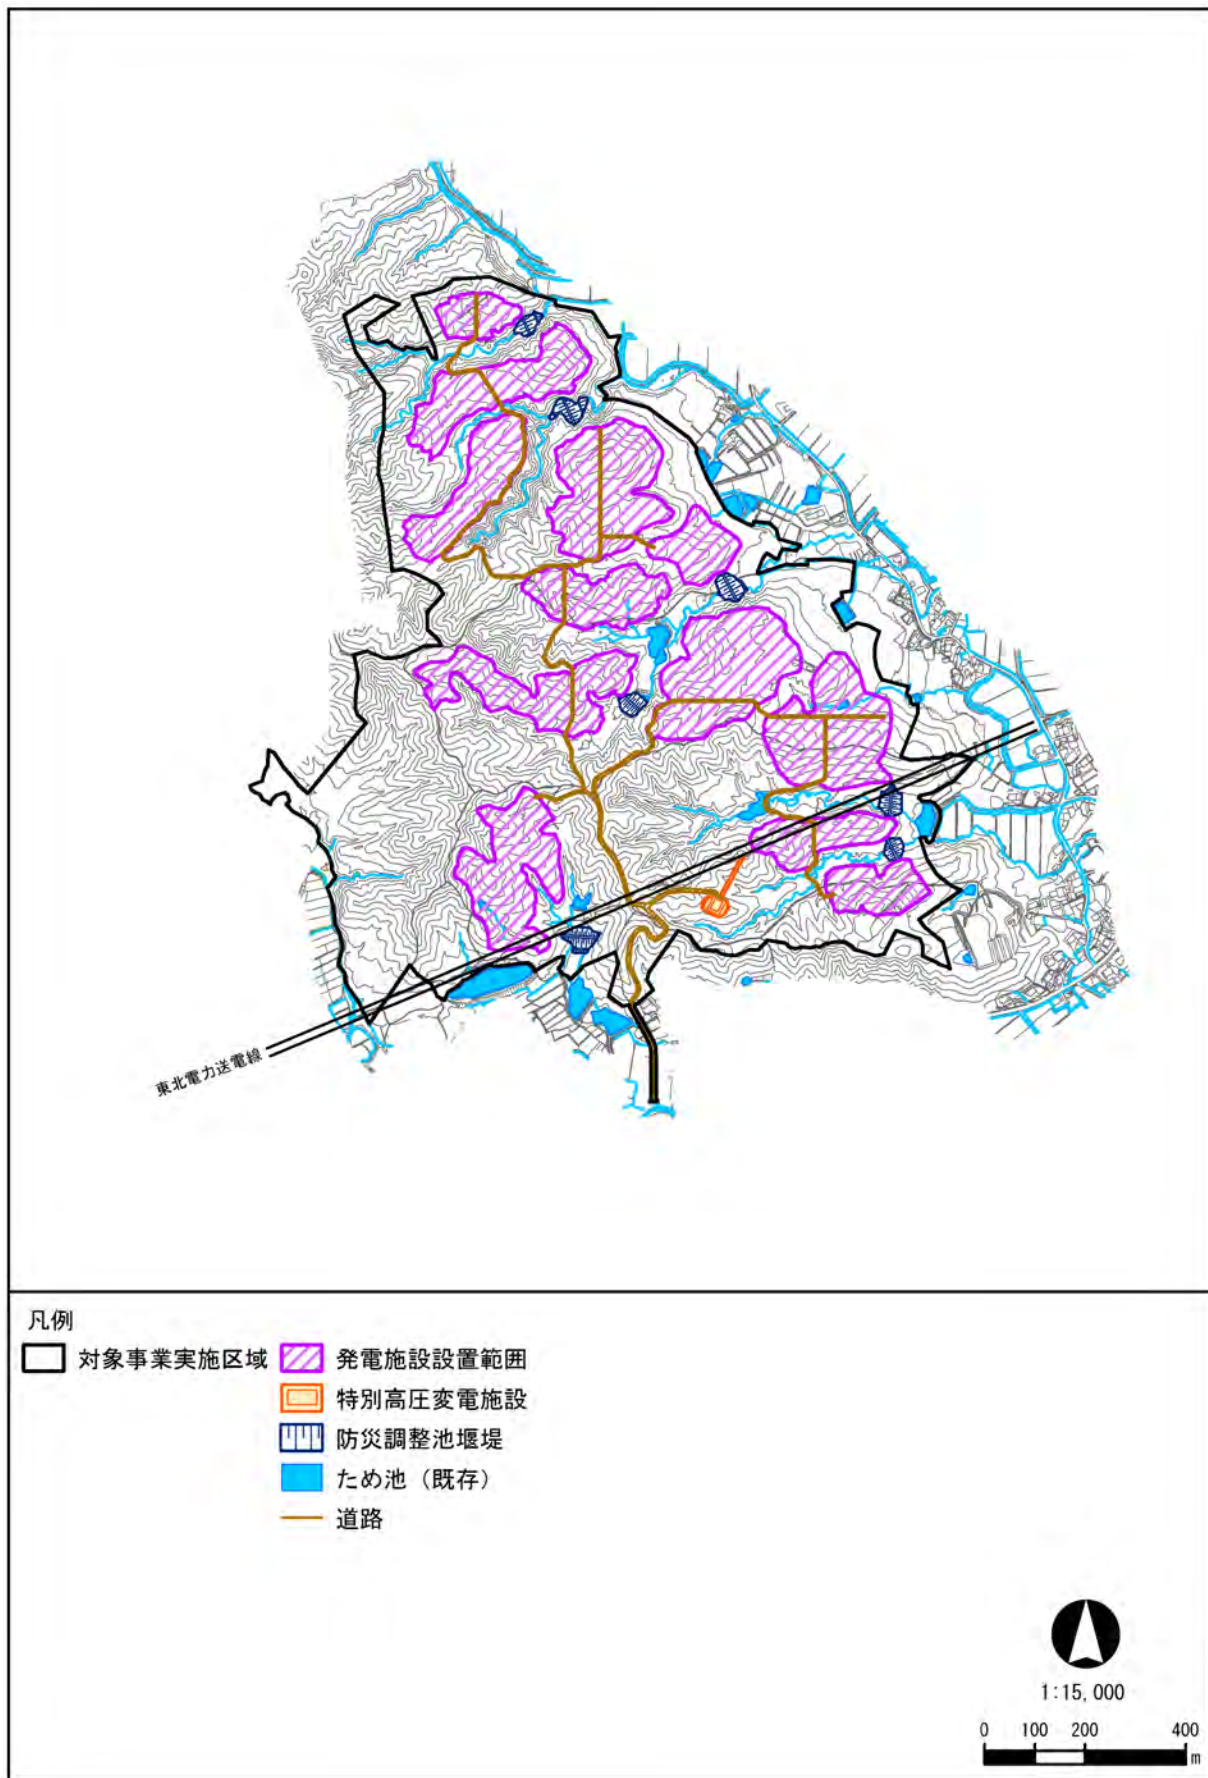 東北電力送電線
凡例
対象事業実施区域
発電施設設置範囲
特別高圧変電施設
防災調整池堰堤
ため池（既存）
道路
1:15,000
0 100 200 400
m